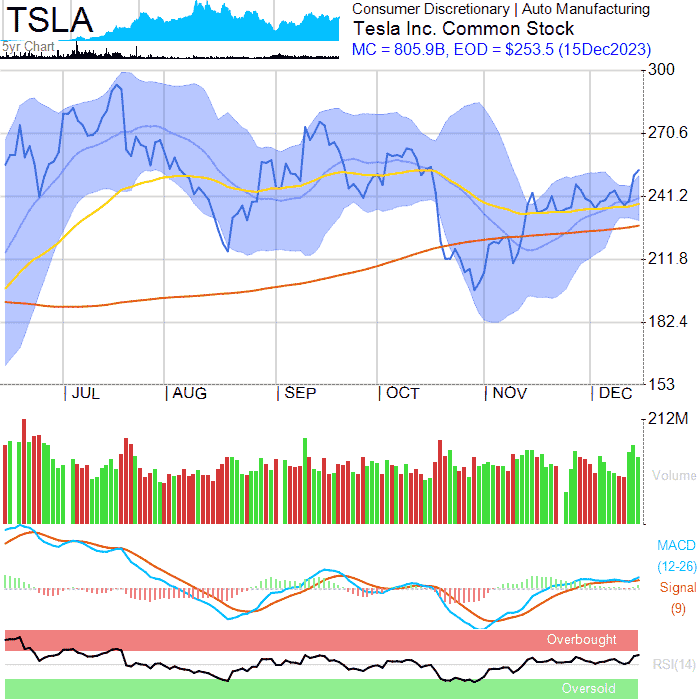 TSLA
5yr Chart
Consumer Discretionary | Auto Manufacturing
Tesla Inc. Common Stock
MC = 805.9B, EOD = $253.5 (15Dec2023)
300
270.6
241.2
211.8
182.4
153
| JUL | AUG | SEP | OCT | NOV | DEC
212M
Volume
MACD
(12-26)
Signal
(9)
Overbought
RSI(14)
Oversold